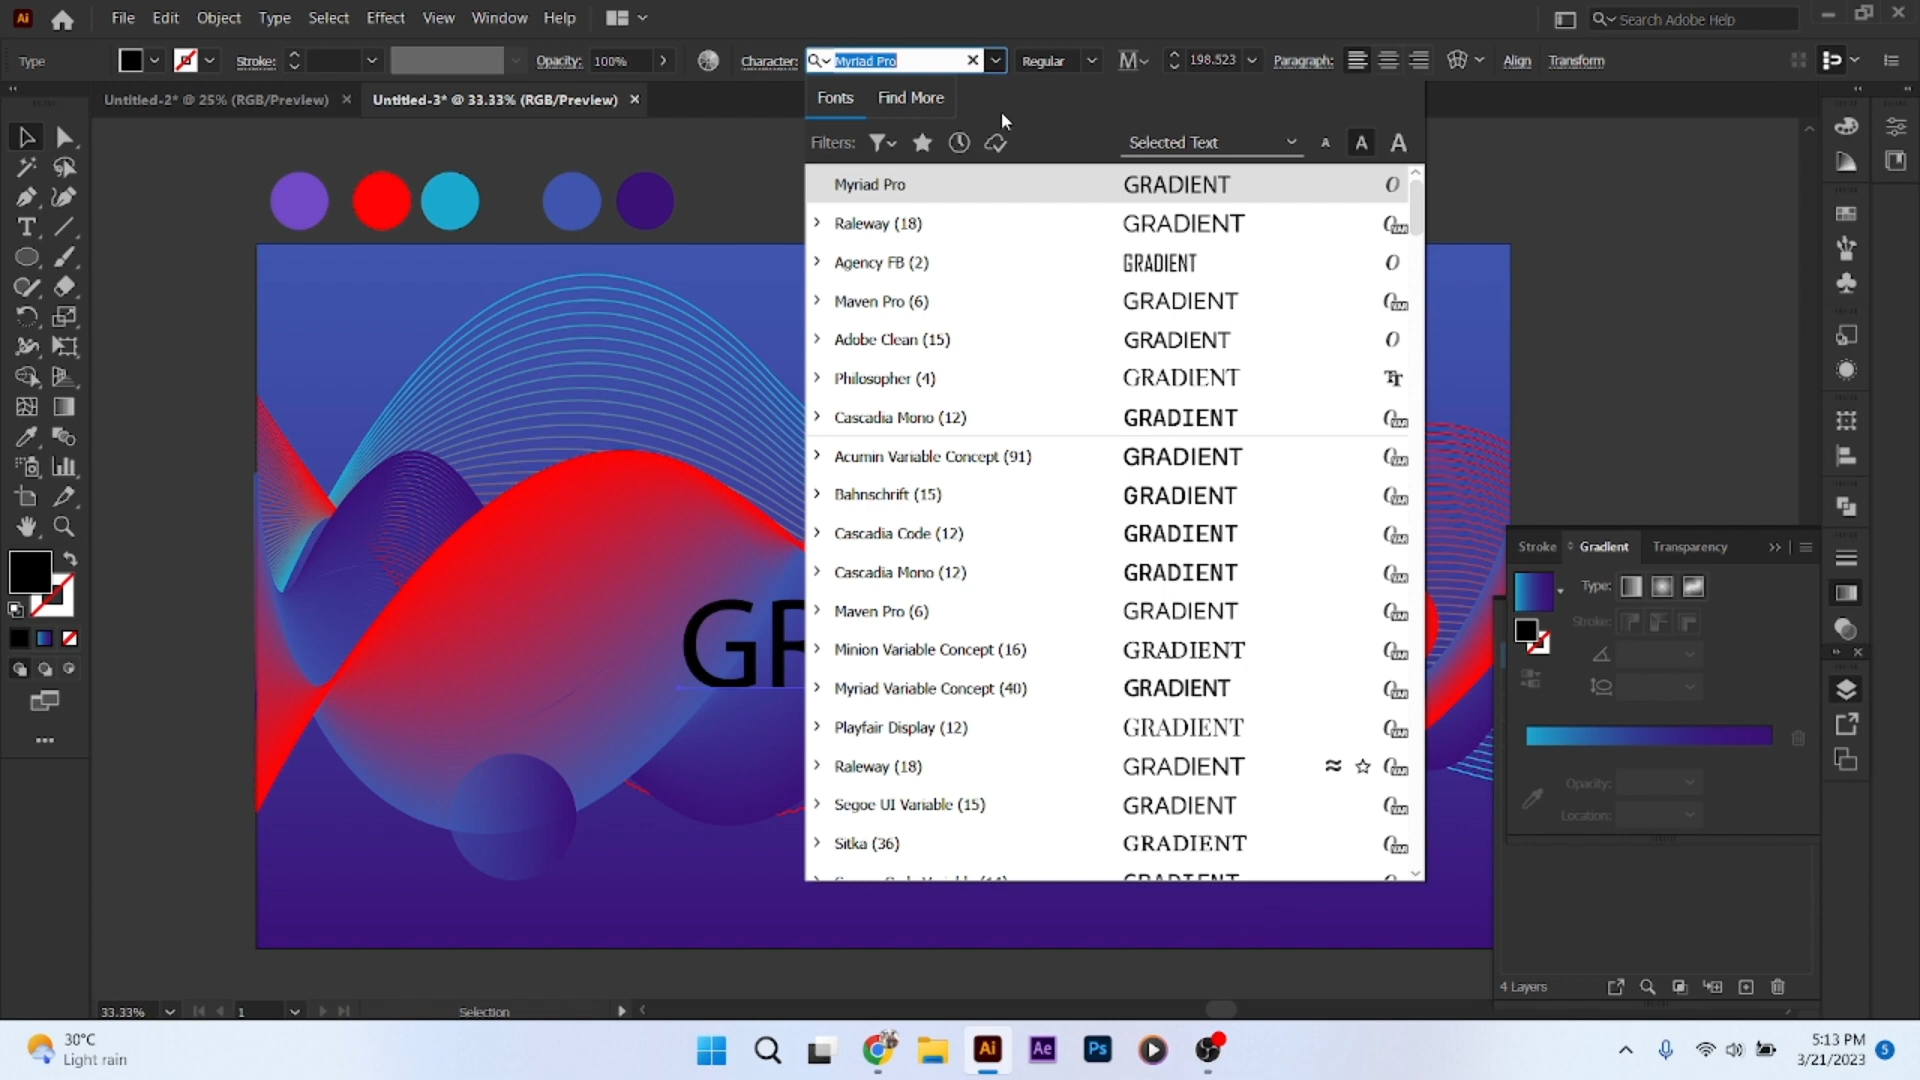 Ai File Edit Object Type Select Effect View Window Help Search Adobe Help
Type Stroke: Opacity: 100% Character: Myriad Pro Regular 198.523 Paragraph: Align Transform
Untitled-2* @ 25% (RGB/Preview) Untitled-3* @ 33.33% (RGB/Preview)
Fonts Find More
Filters: Selected Text A A A
Myriad Pro GRADIENT
Raleway (18) GRADIENT
Agency FB (2) GRADIENT
Maven Pro (6) GRADIENT
Adobe Clean (15) GRADIENT
Philosopher (4) GRADIENT
Cascadia Mono (12) GRADIENT
Acumin Variable Concept (91) GRADIENT
Bahnschrift (15) GRADIENT
Cascadia Code (12) GRADIENT
Cascadia Mono (12) GRADIENT
Maven Pro (6) GRADIENT
Minion Variable Concept (16) GRADIENT
Myriad Variable Concept (40) GRADIENT
Playfair Display (12) GRADIENT
Raleway (18) GRADIENT
Segoe UI Variable (15) GRADIENT
Sitka (36) GRADIENT
GR
Stroke Gradient Transparency
Type:
Stroke:
Opacity:
Location:
4 Layers
33.33% 1 Selection
30°C
Light rain
Ai Ae Ps
5:13 PM
3/21/2023
5